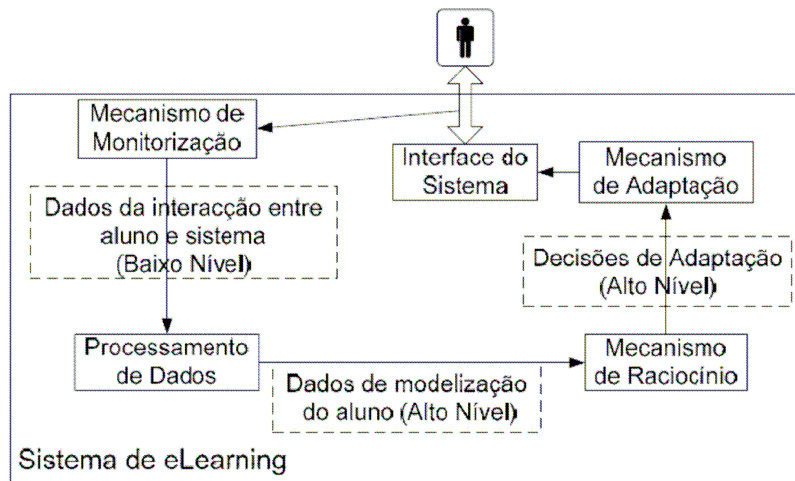 Mecanismo de
Monitorização
Interface do
Sistema
Mecanismo
de Adaptação
Dados da interacção entre
aluno e sistema
(Baixo Nível)
Decisões de Adaptação
(Alto Nível)
Processamento
de Dados
Dados de modelização
do aluno (Alto Nível)
Mecanismo
de Raciocínio
Sistema de eLearning